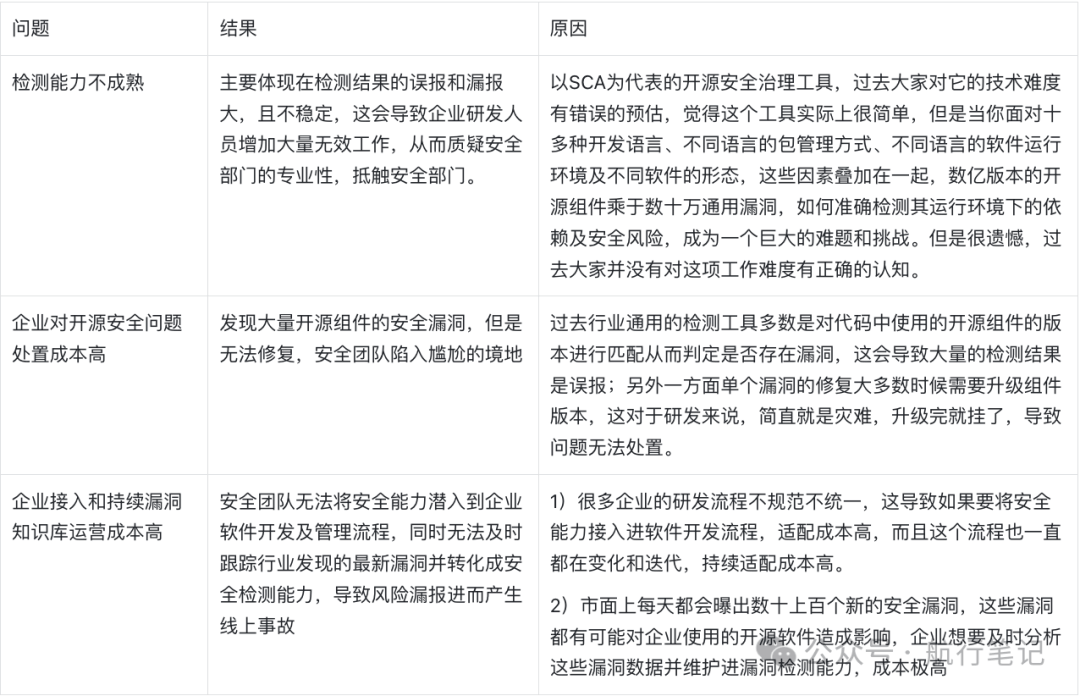 问题
结果
原因
检测能力不成熟
主要体现在检测结果的误报和漏报
大，且不稳定，这会导致企业研发人
员增加大量无效工作，从而质疑安全
部门的专业性，抵触安全部门。
以SCA为代表的开源安全治理工具，过去大家对它的技术难度
有错误的预估，觉得这个工具实际上很简单，但是当你面对十
多种开发语言、不同语言的包管理方式、不同语言的软件运行
环境及不同软件的形态，这些因素叠加在一起，数亿版本的开
源组件乘于数十万通用漏洞，如何准确检测其运行环境下的依
赖及安全风险，成为一个巨大的难题和挑战。但是很遗憾，过
去大家并没有对这项工作难度有正确的认知。
企业对开源安全问题
处置成本高
发现大量开源组件的安全漏洞，但是
无法修复，安全团队陷入尴尬的境地
过去行业通用的检测工具多数是对代码中使用的开源组件的版
本进行匹配从而判定是否存在漏洞，这会导致大量的检测结果
是误报；另外一方面单个漏洞的修复大多数时候需要升级组件
版本，这对于研发来说，简直就是灾难，升级完就挂了，导致
问题无法处置。
企业接入和持续漏洞
知识库运营成本高
安全团队无法将安全能力潜入到企业
软件开发及管理流程，同时无法及时
跟踪行业发现的最新漏洞并转化成安
全检测能力，导致风险漏报进而产生
线上事故
1）很多企业的研发流程不规范不统一，这导致如果要将安全
能力接入进软件开发流程，适配成本高，而且这个流程也一直
都在变化和迭代，持续适配成本高。
2）市面上每天都会曝出数十上百个新的安全漏洞，这些漏洞
都有可能对企业使用的开源软件造成影响，企业想要及时分析
这些漏洞数据并维护进漏洞检测能力，成本极高
公众号 · 航行笔记